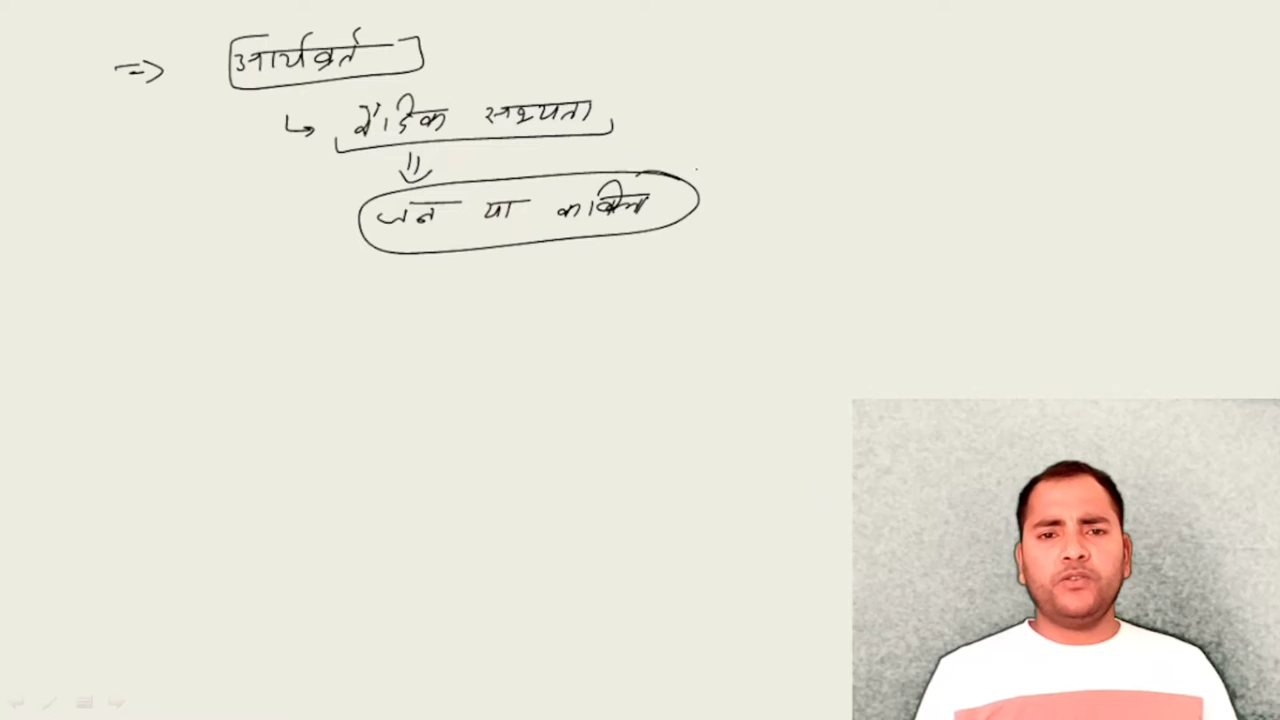 ⇒ आर्यवर्त
↳ वैदिक सभ्यता
⇓
जन या कबिला